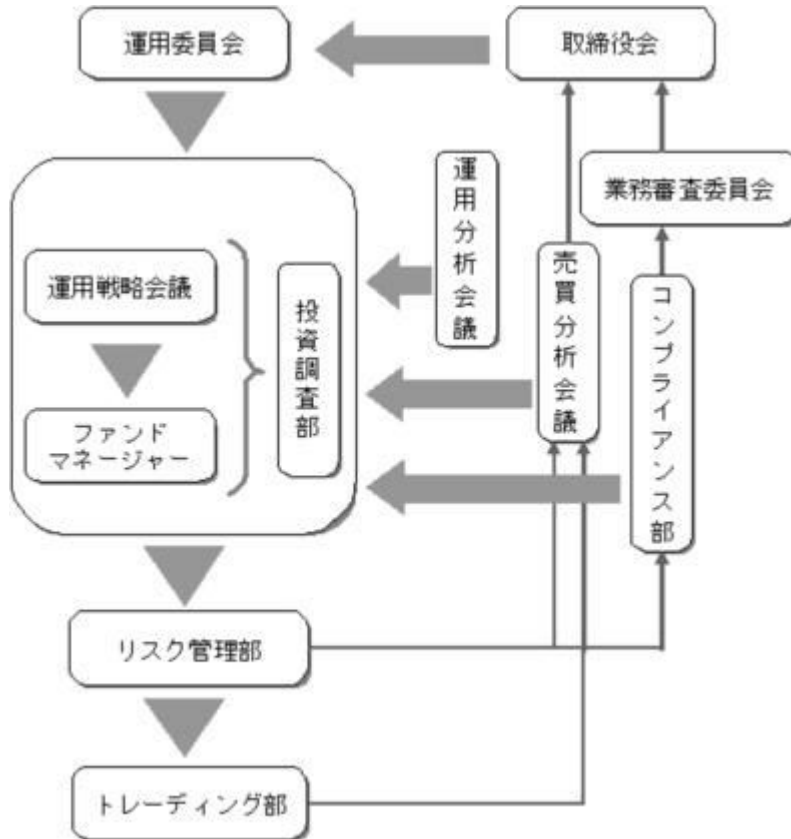 運用委員会
取締役会
業務審査委員会
運用分析会議
売買分析会議
コンプライアンス部
運用戦略会議
投資調査部
ファンド
マネージャー
リスク管理部
トレーディング部